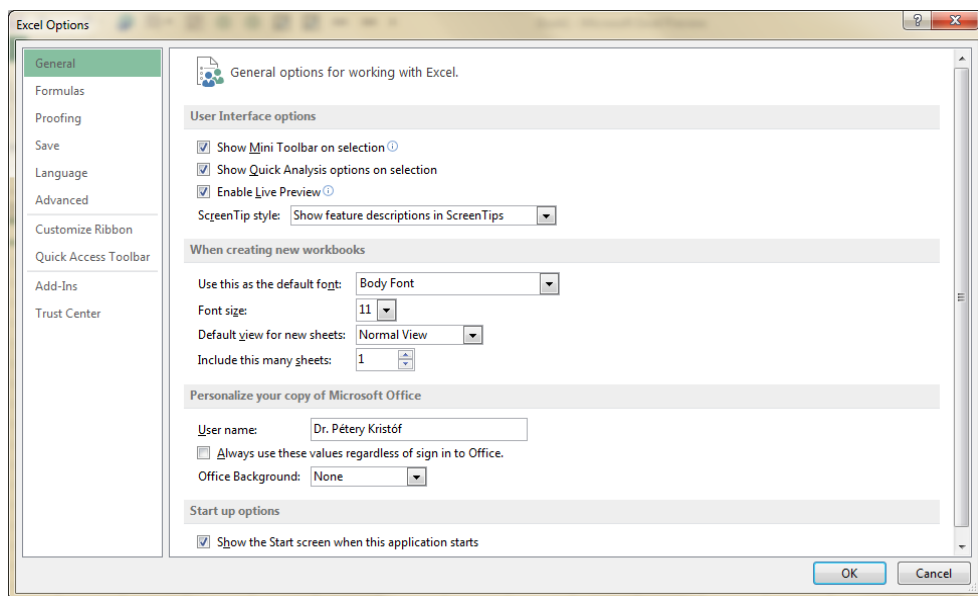 Excel Options
General
Formulas
Proofing
Save
Language
Advanced
Customize Ribbon
Quick Access Toolbar
Add-Ins
Trust Center
General options for working with Excel.
User Interface options
Show Mini Toolbar on selection
Show Quick Analysis options on selection
Enable Live Preview
ScreenTip style: Show feature descriptions in ScreenTips
When creating new workbooks
Use this as the default font: Body Font
Font size: 11
Default view for new sheets: Normal View
Include this many sheets: 1
Personalize your copy of Microsoft Office
User name: Dr. Pétery Kristóf
Always use these values regardless of sign in to Office.
Office Background: None
Start up options
Show the Start screen when this application starts
OK Cancel